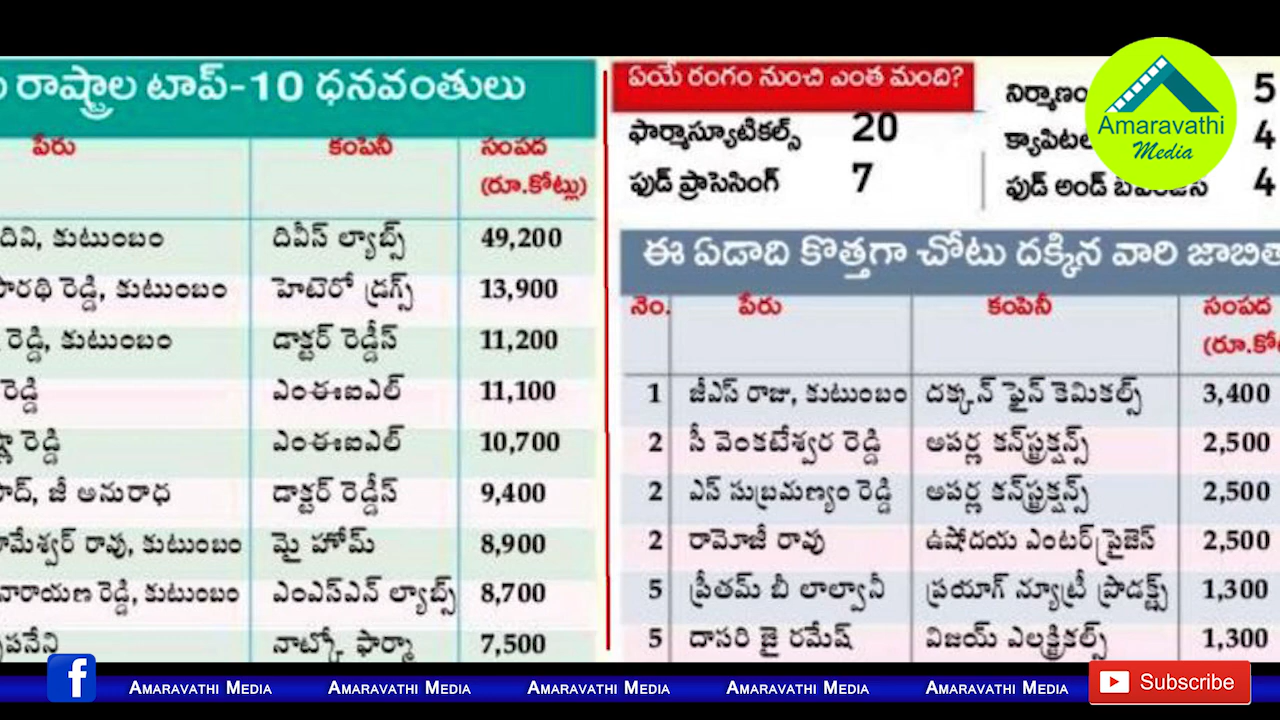 రాష్ట్రాల టాప్-10 ధనవంతులు
పేరు కంపెనీ సంపద
(రూ.కోట్లు)
దివి, కుటుంబం దివీస్ ల్యాబ్స్ 49,200
రెడ్డి, కుటుంబం హెటెరో డ్రగ్స్ 13,900
రెడ్డి, కుటుంబం డాక్టర్ రెడ్డీస్ 11,200
రెడ్డి ఎంఈఐఎల్ 11,100
రెడ్డి ఎంఈఐఎల్ 10,700
జీ అనురాధ డాక్టర్ రెడ్డీస్ 9,400
రావు, కుటుంబం మై హోమ్ 8,900
రెడ్డి, కుటుంబం ఎంఎస్ఎన్ ల్యాబ్స్ 8,700
నాట్కో ఫార్మా 7,500
ఏయే రంగం నుంచి ఎంత మంది?
ఫార్మాస్యూటికల్స్ 20
ఫుడ్ ప్రాసెసింగ్ 7
నిర్మాణం 5
4
ఫుడ్ అండ్ 4
Amaravathi
Media
ఈ ఏడాది కొత్తగా చోటు దక్కిన వారి జాబితా
నెం. పేరు కంపెనీ సంపద
1 జీఎస్ రాజు, కుటుంబం దక్కన్ ఫైన్ కెమికల్స్ 3,400
2 సీ వెంకటేశ్వర రెడ్డి అపర్ణ కన్‌స్ట్రక్షన్స్ 2,500
2 ఎస్ సుబ్రమణ్యం రెడ్డి అపర్ణ కన్‌స్ట్రక్షన్స్ 2,500
2 రామోజీ రావు ఉషోదయ ఎంటర్‌ప్రైజెస్ 2,500
5 ప్రీతమ్ బీ లాల్వానీ ప్రయాగ్ న్యూట్రీ ప్రొడక్ట్స్ 1,300
5 దాసరి జై రమేష్ విజయ్ ఎలక్ట్రికల్స్ 1,300
Amaravathi Media Amaravathi Media Amaravathi Media Amaravathi Media Amaravathi Media
Subscribe